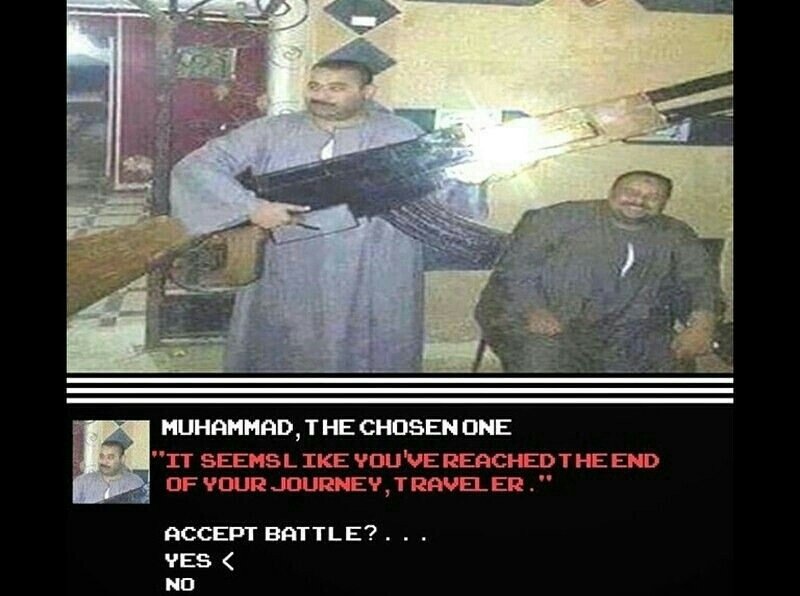 MUHAMMAD, THE CHOSEN ONE
"IT SEEMS LIKE YOU'VE REACHED THE END
OF YOUR JOURNEY, TRAVELER."
ACCEPT BATTLE?...
YES <
NO